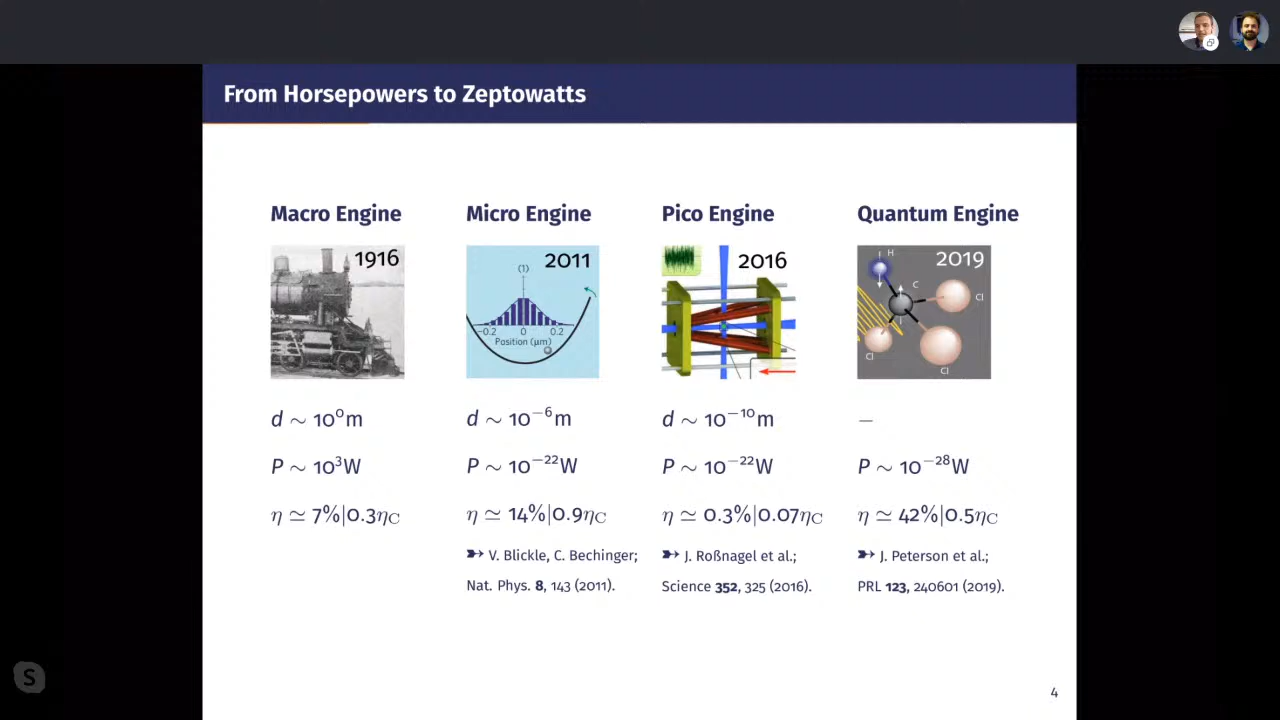 From Horsepowers to Zeptowatts
Macro Engine
1916
d ∼ 10⁰m
P ∼ 10³W
η ≃ 7%|0.3η_C
Micro Engine
2011
(1)
−0.2 0 0.2
Position (μm)
d ∼ 10⁻⁶m
P ∼ 10⁻²²W
η ≃ 14%|0.9η_C
➳ V. Blickle, C. Bechinger;
Nat. Phys. 8, 143 (2011).
Pico Engine
2016
d ∼ 10⁻¹⁰m
P ∼ 10⁻²²W
η ≃ 0.3%|0.07η_C
➳ J. Roßnagel et al.;
Science 352, 325 (2016).
Quantum Engine
2019
H
C
Cl
Cl
Cl
–
P ∼ 10⁻²⁸W
η ≃ 42%|0.5η_C
➳ J. Peterson et al.;
PRL 123, 240601 (2019).
S
4